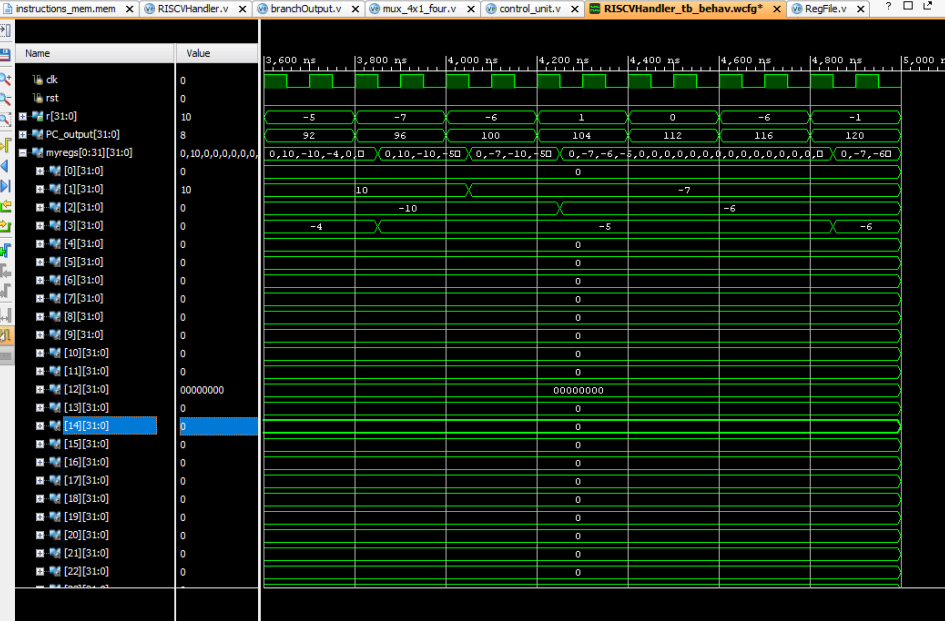 instructions_mem.mem RISCVHandler.v branchOutput.v mux_4x1_four.v control_unit.v RISCVHandler_tb_behav.wcfg* RegFile.v ?
Name Value
3,600 ns 3,800 ns 4,000 ns 4,200 ns 4,400 ns 4,600 ns 4,800 ns 5,000 n
clk 0
rst 0
r[31:0] 10 -5 -7 -6 1 0 -6 -1
PC_output[31:0] 8 92 96 100 104 112 116 120
myregs[0:31][31:0] 0,10,0,0,0,0,0,0, 0,10,-10,-4,0, 0,10,-10,-5 0,-7,-10,-5 0,-7,-6,-5,0,0,0,0,0,0,0,0,0,0,0,0, 0,-7,-6
[0][31:0] 0 0
[1][31:0] 10 10 -7
[2][31:0] 0 -10 -6
[3][31:0] 0 -4 -5 -6
[4][31:0] 0 0
[5][31:0] 0 0
[6][31:0] 0 0
[7][31:0] 0 0
[8][31:0] 0 0
[9][31:0] 0 0
[10][31:0] 0 0
[11][31:0] 0 0
[12][31:0] 00000000 00000000
[13][31:0] 0 0
[14][31:0] 0 0
[15][31:0] 0 0
[16][31:0] 0 0
[17][31:0] 0 0
[18][31:0] 0 0
[19][31:0] 0 0
[20][31:0] 0 0
[21][31:0] 0 0
[22][31:0] 0 0